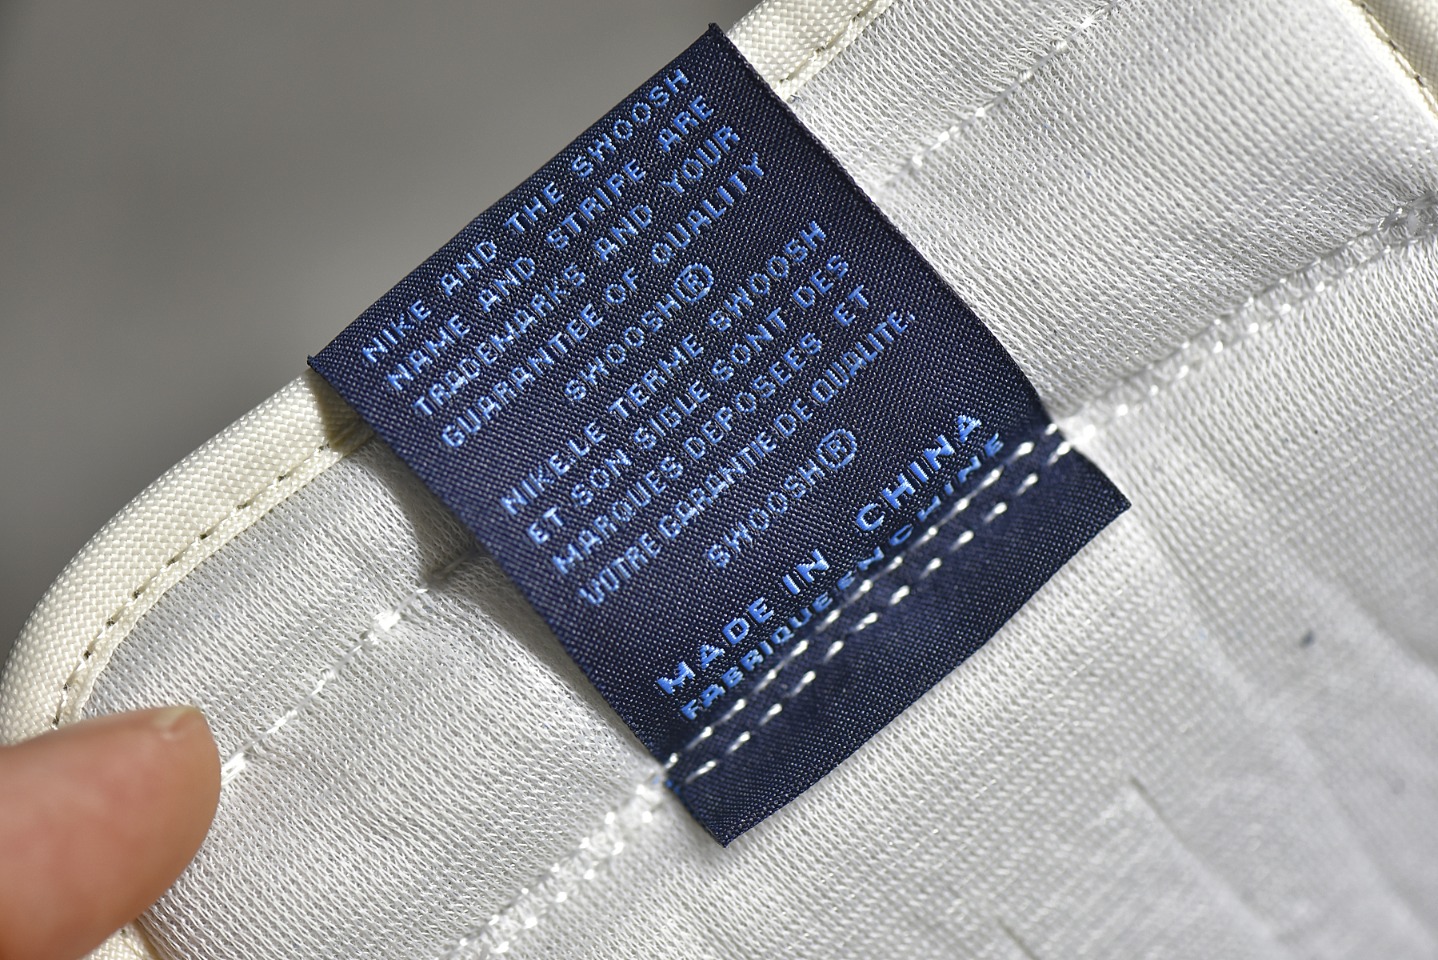 NIKE AND THE SWOOSH
NAME AND STRIPE ARE
TRADEMARKS AND YOUR
GUARANTEE OF QUALITY
SWOOSH®
NIKE LE TERME SWOOSH
ET SON SIGLE SONT DES
MARQUES DEPOSEES ET
VOTRE GARANTIE DE QUALITE.
SWOOSH®
MADE IN CHINA
FABRIQUE EN CHINE